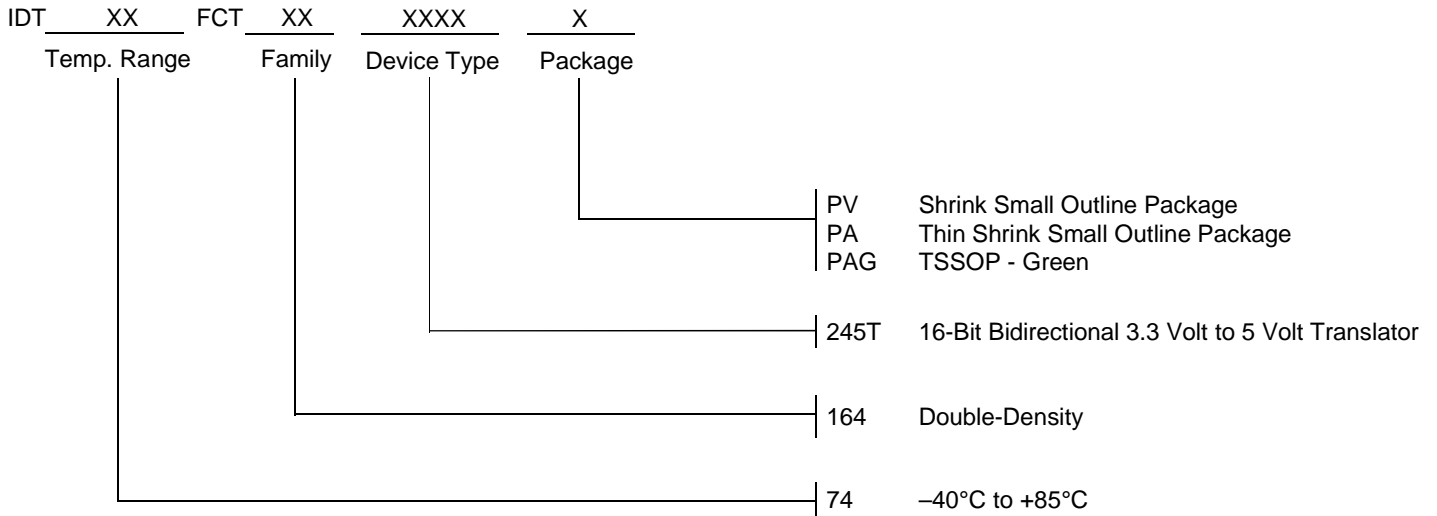 IDT XX FCT XX XXXX X
Temp. Range Family Device Type Package
PV Shrink Small Outline Package
PA Thin Shrink Small Outline Package
PAG TSSOP - Green
245T 16-Bit Bidirectional 3.3 Volt to 5 Volt Translator
164 Double-Density
74 –40°C to +85°C